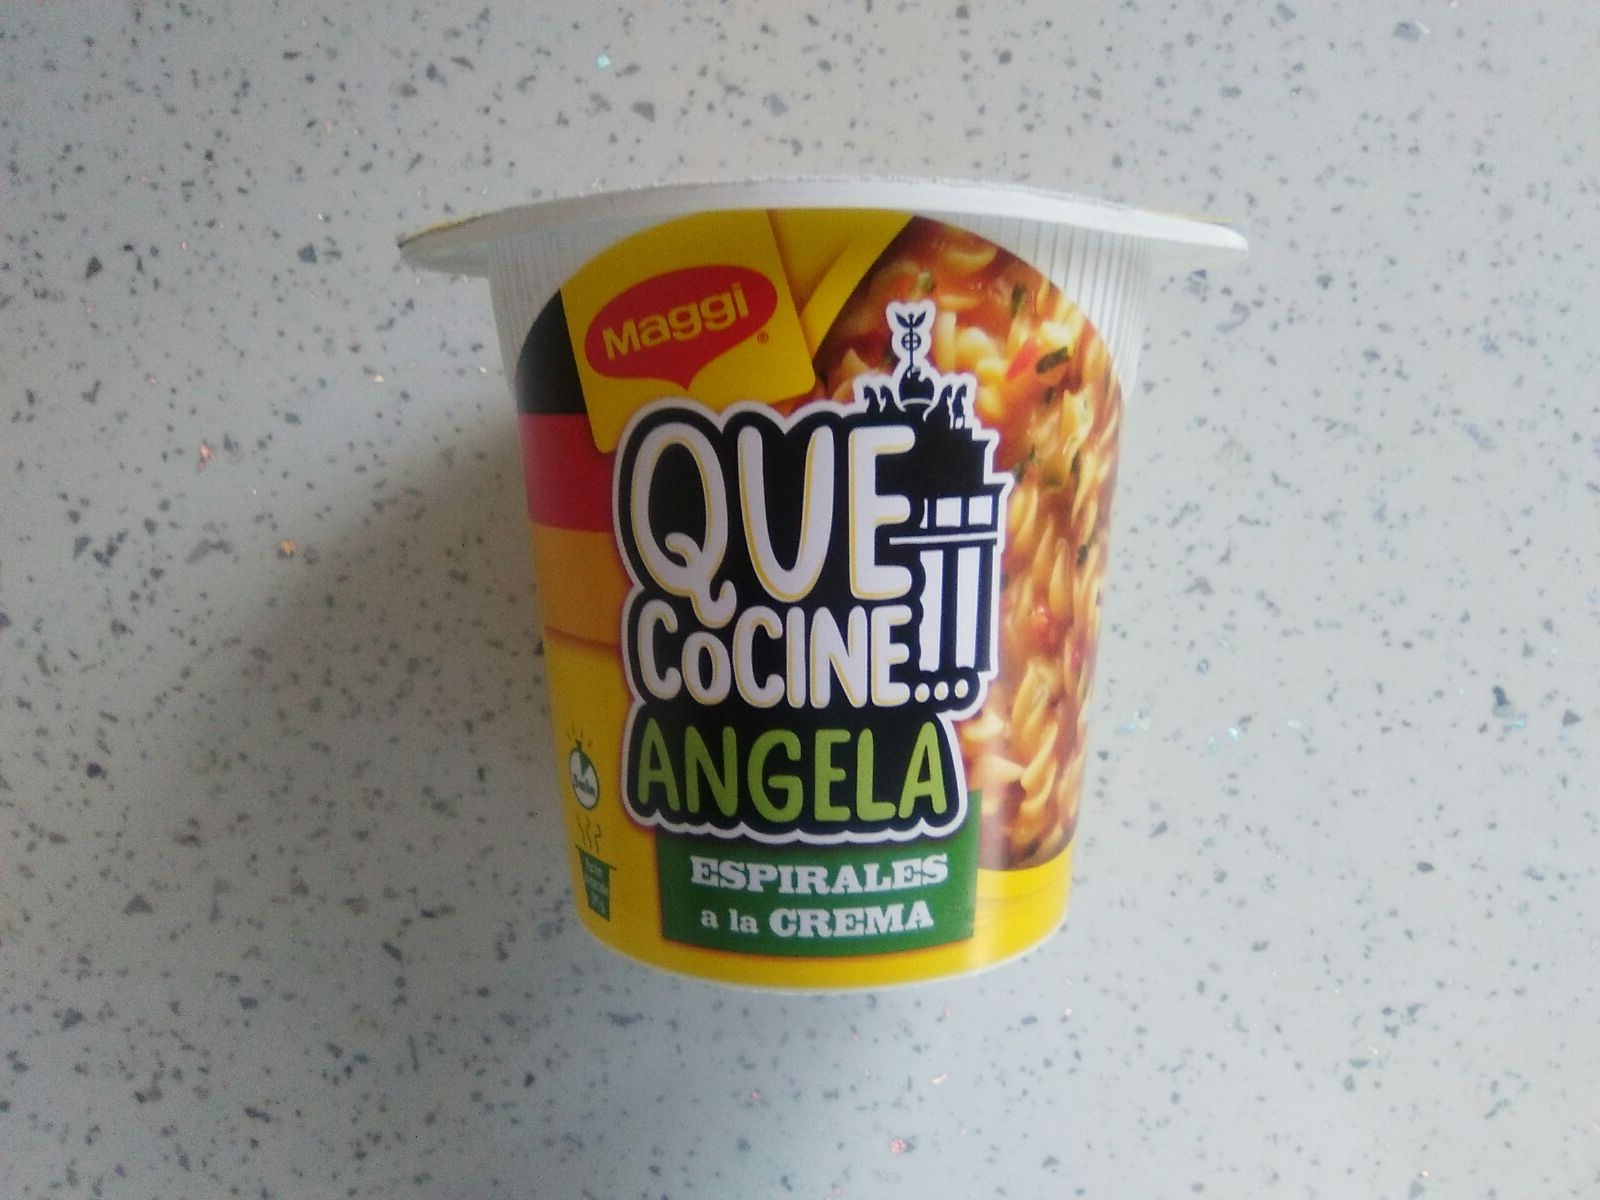 Maggi
QUE
COCINE...
ANGELA
ESPIRALES
a la CREMA